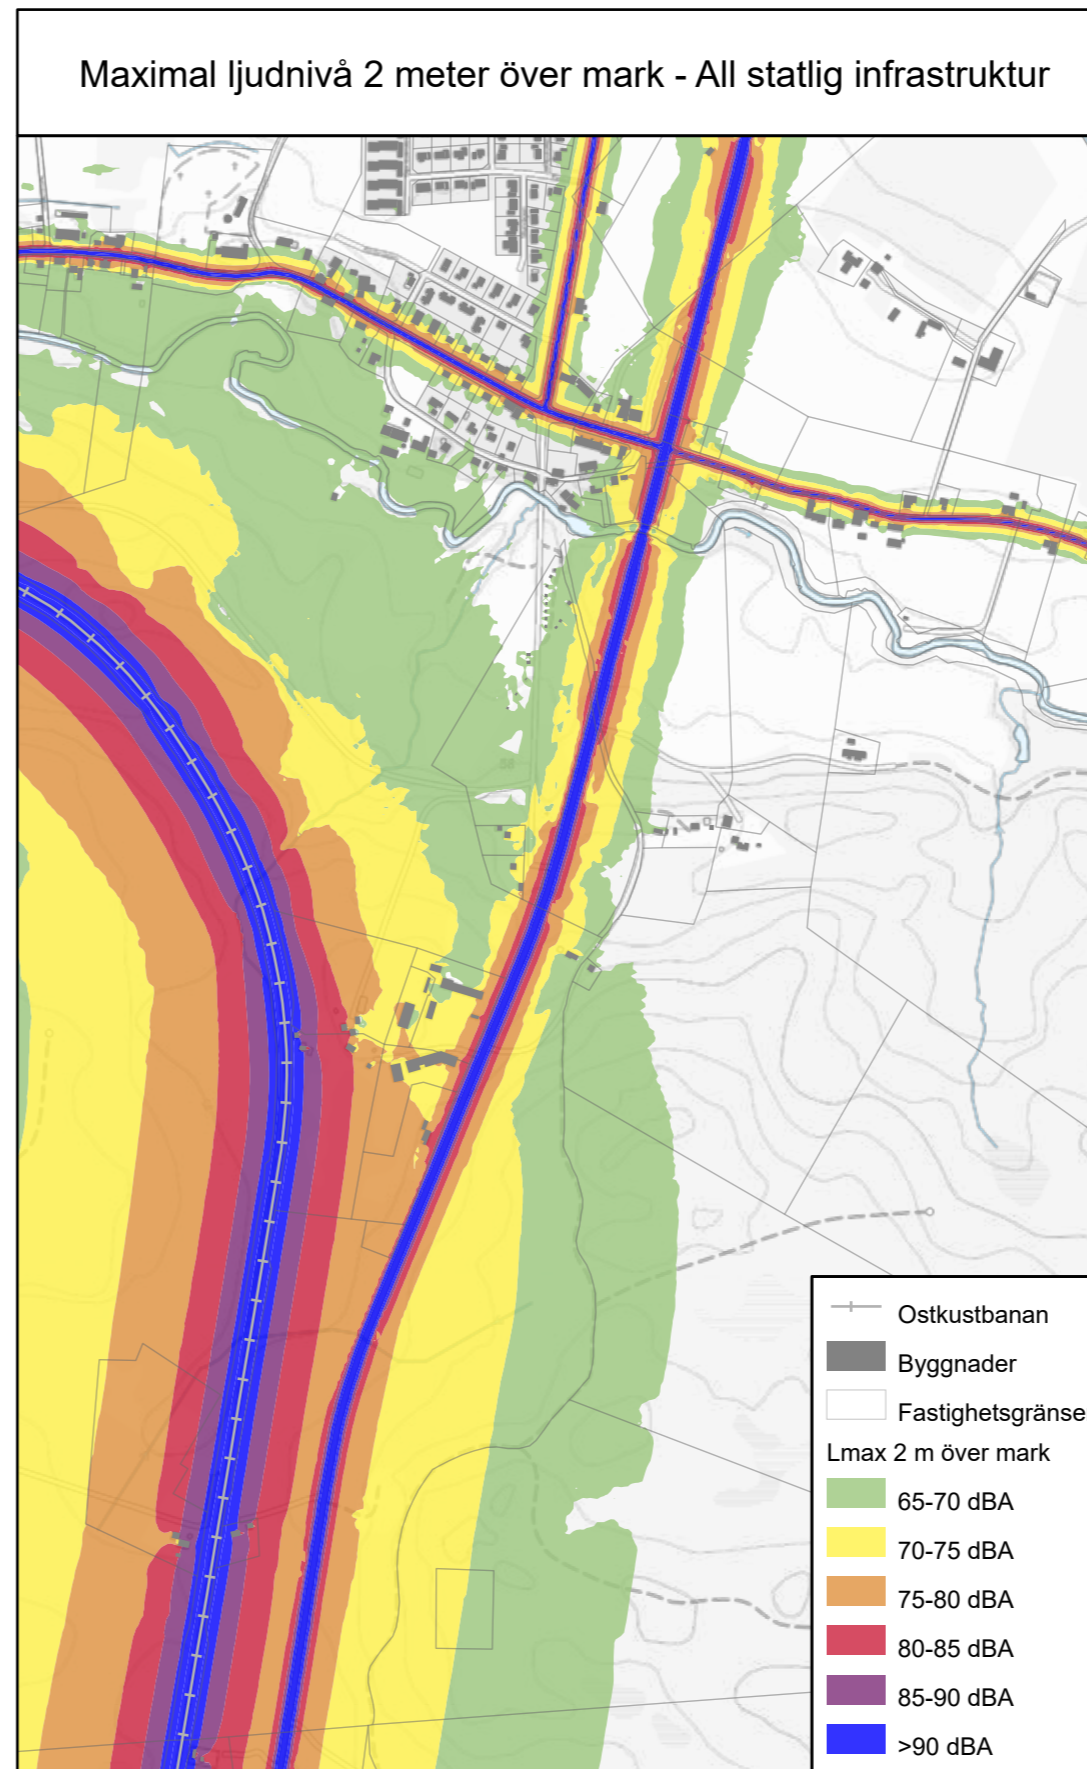 Maximal ljudnivå 2 meter över mark - All statlig infrastruktur
Ostkustbanan
Byggnader
Fastighetsgränse
Lmax 2 m över mark
65-70 dBA
70-75 dBA
75-80 dBA
80-85 dBA
85-90 dBA
>90 dBA